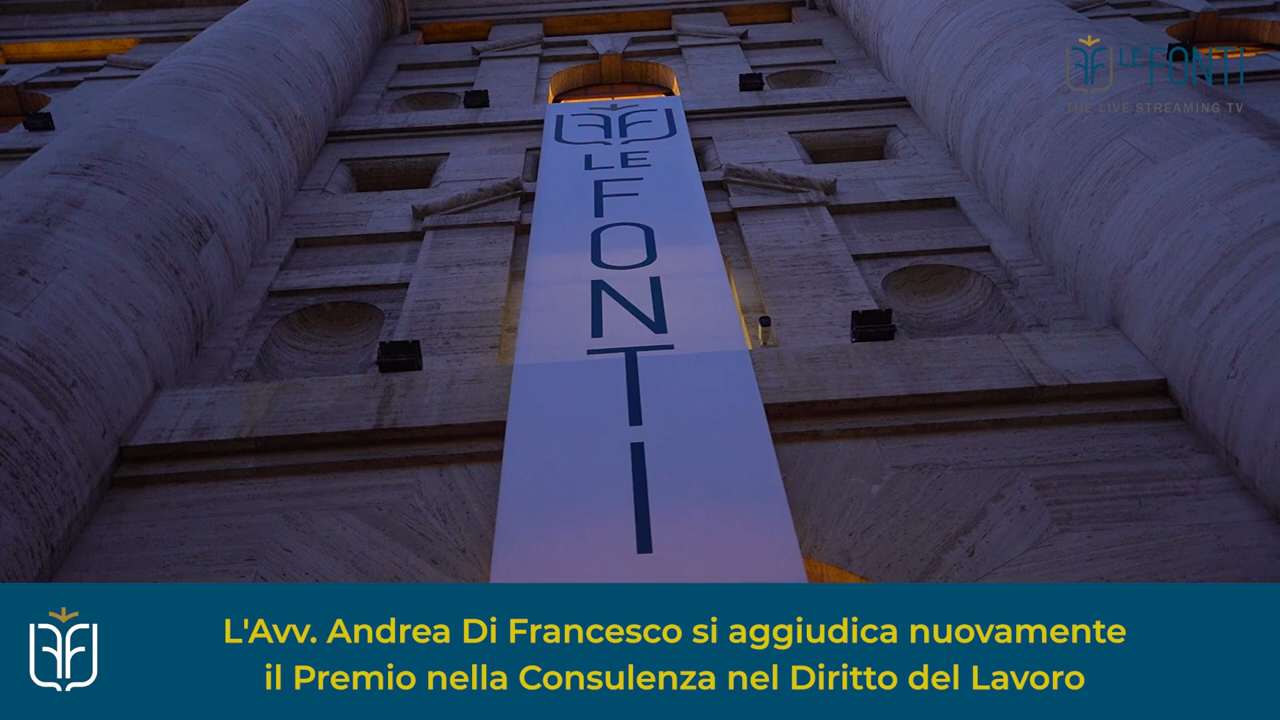 LE FONTI
THE LIVE STREAMING TV
LE
FONTI
L'Avv. Andrea Di Francesco si aggiudica nuovamente
il Premio nella Consulenza nel Diritto del Lavoro